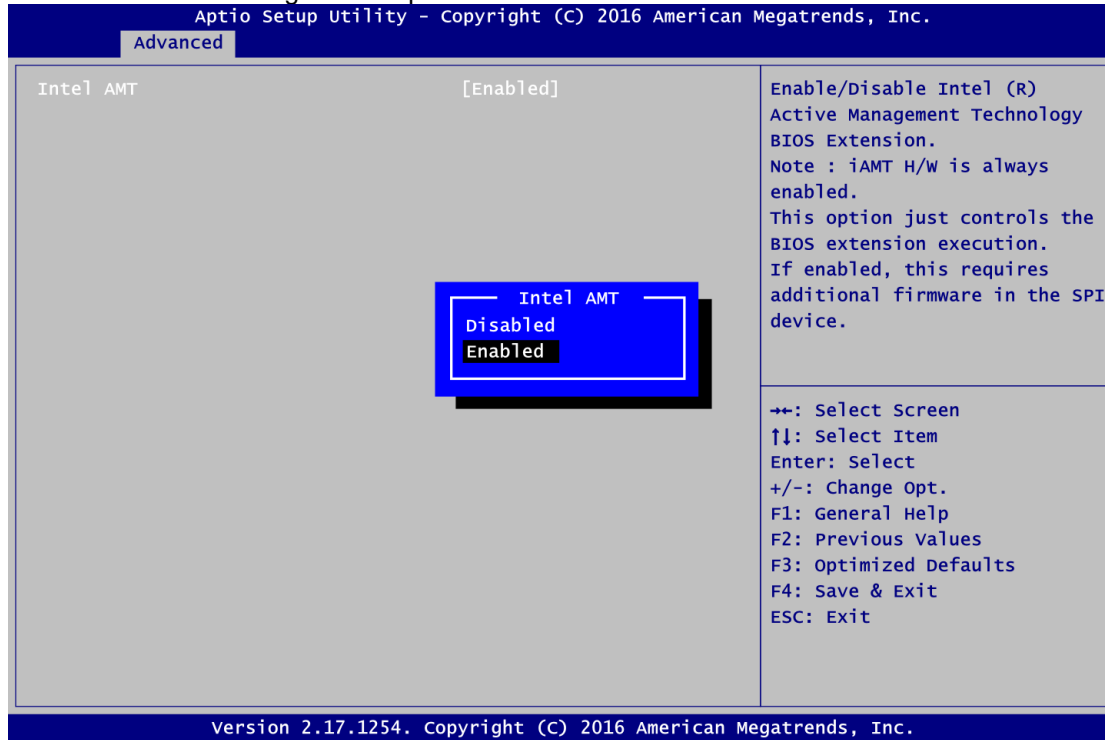 Aptio Setup Utility – Copyright (C) 2016 American Megatrends, Inc.
Advanced
Intel AMT [Enabled]
Enable/Disable Intel (R)
Active Management Technology
BIOS Extension.
Note : iAMT H/W is always
enabled.
This option just controls the
BIOS extension execution.
If enabled, this requires
additional firmware in the SPI
device.
Intel AMT
Disabled
Enabled
→←: Select Screen
↑↓: Select Item
Enter: Select
+/-: Change Opt.
F1: General Help
F2: Previous Values
F3: Optimized Defaults
F4: Save & Exit
ESC: Exit
Version 2.17.1254. Copyright (C) 2016 American Megatrends, Inc.